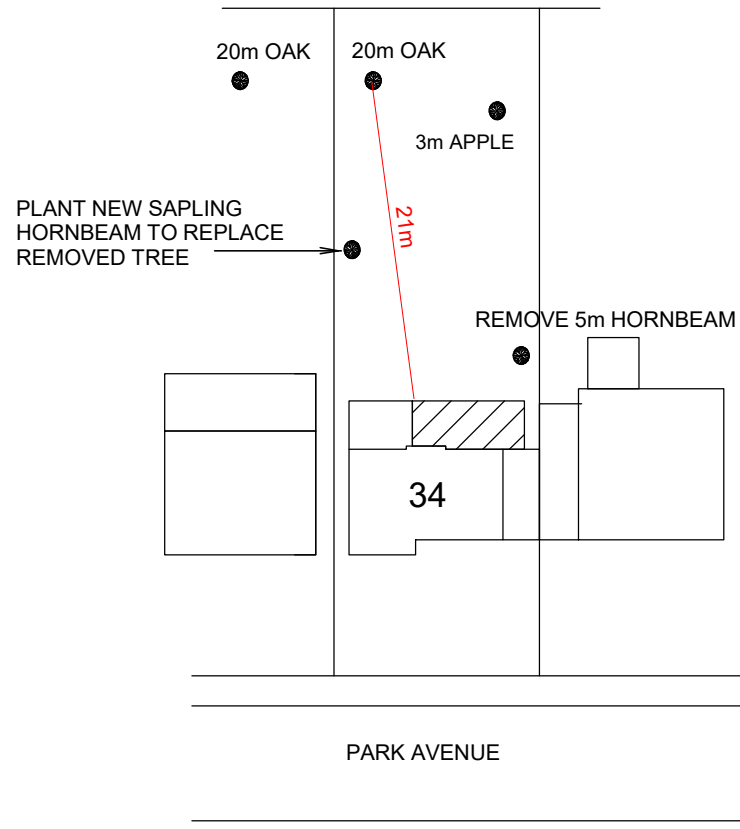 20m OAK
20m OAK
3m APPLE
PLANT NEW SAPLING
HORNBEAM TO REPLACE
REMOVED TREE
21m
REMOVE 5m HORNBEAM
34
PARK AVENUE